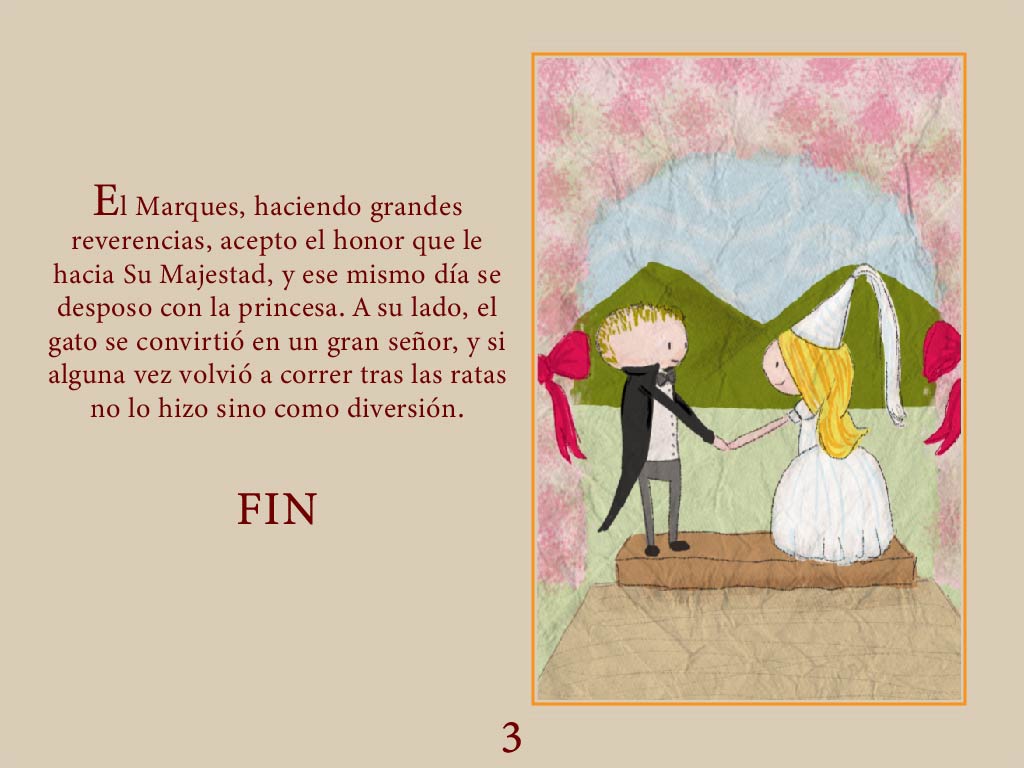 El Marques, haciendo grandes
reverencias, acepto el honor que le
hacia Su Majestad, y ese mismo día se
desposo con la princesa. A su lado, el
gato se convirtió en un gran señor, y si
alguna vez volvió a correr tras las ratas
no lo hizo sino como diversión.
FIN
3